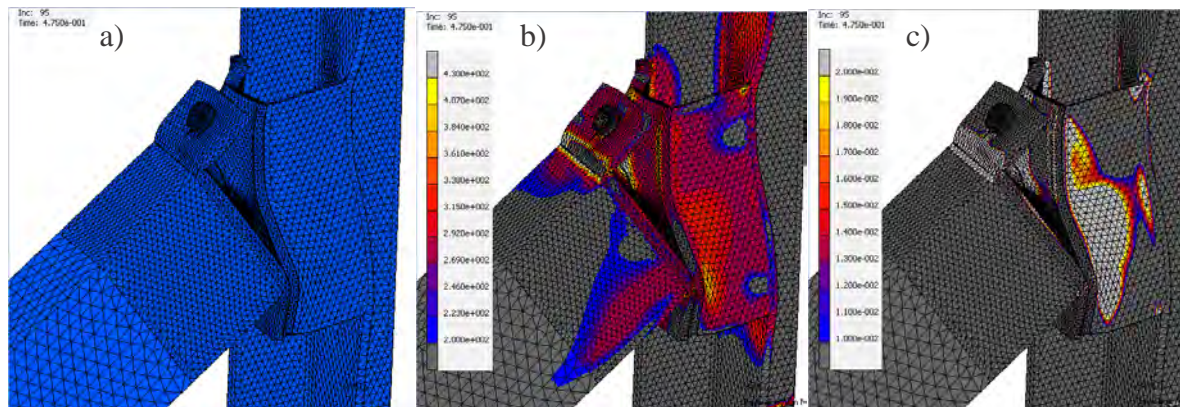 Inc: 95
Time: 4.750e-001
a)
Inc: 95
Time: 4.750e-001
b)
4.300e+002
4.070e+002
3.840e+002
3.610e+002
3.380e+002
3.150e+002
2.920e+002
2.690e+002
2.460e+002
2.230e+002
2.000e+002
Inc: 95
Time: 4.750e-001
c)
2.000e-002
1.900e-002
1.800e-002
1.700e-002
1.600e-002
1.500e-002
1.400e-002
1.300e-002
1.200e-002
1.100e-002
1.000e-002